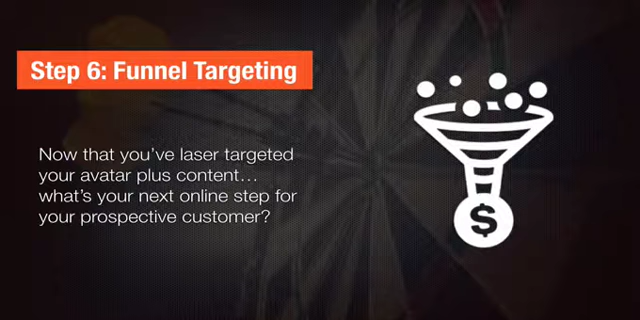 Step 6: Funnel Targeting
Now that you've laser targeted
your avatar plus content…
what's your next online step for
your prospective customer?
$